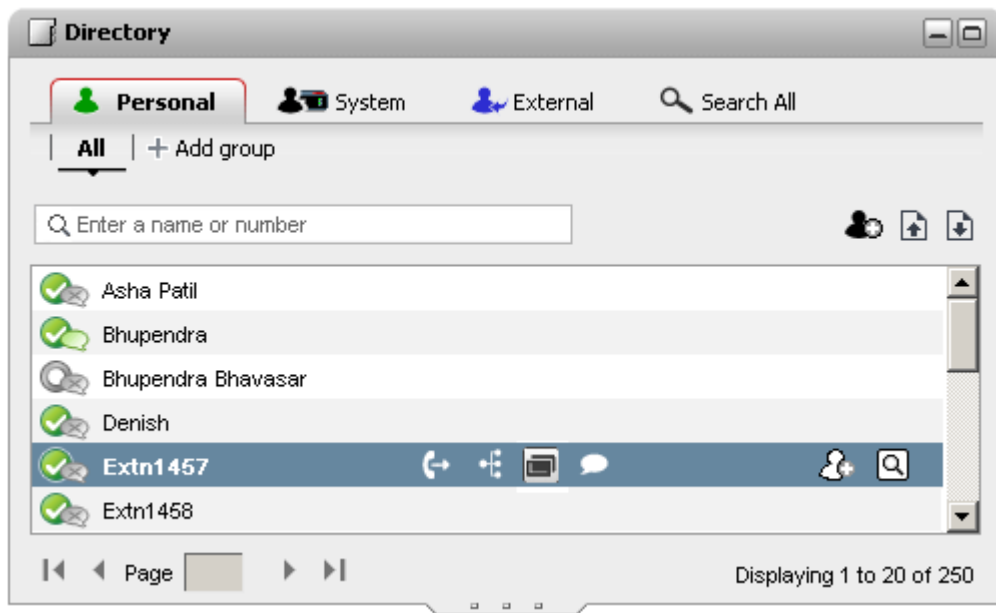 Directory
Personal System External Search All
All + Add group
Enter a name or number
Asha Patil
Bhupendra
Bhupendra Bhavasar
Denish
Extn1457
Extn1458
Page Displaying 1 to 20 of 250